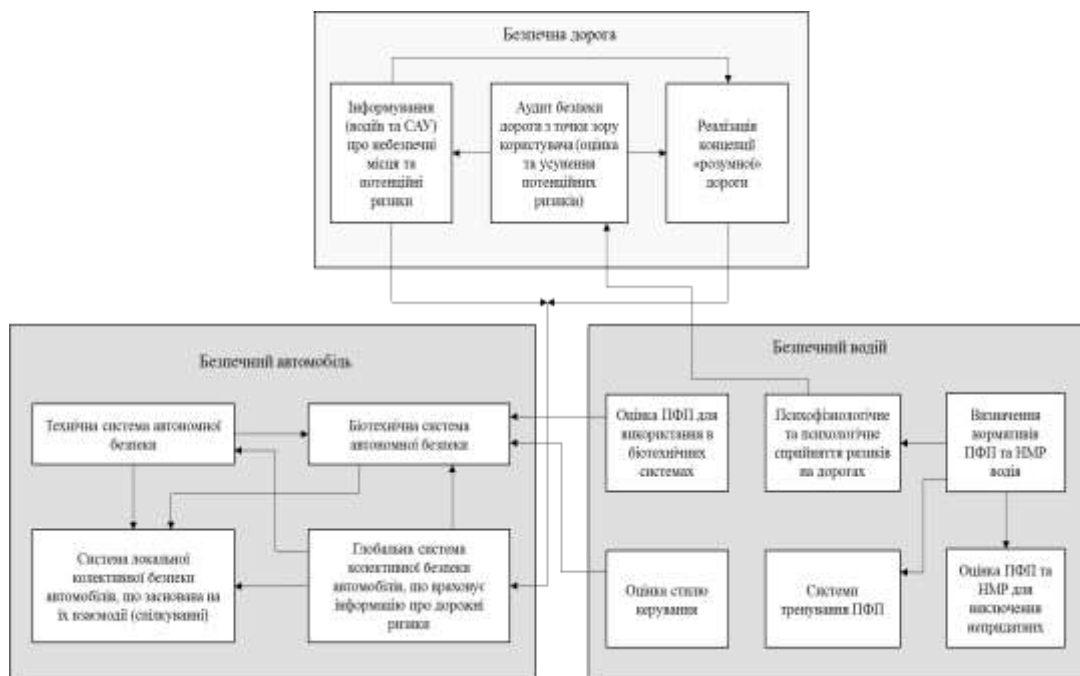 Безпечна дорога
Інформування
(водіїв та САУ)
про небезпечні
місця та
потенційні
ризики
Аудит безпеки
дорога з точки зору
користувача (оцінка
та усунення
потенційних
ризиків)
Реалізація
концепції
«розумної»
дороги
Безпечний автомобіль
Технічна система автономної
безпеки
Біотехнічна система
автономної безпеки
Система локальної
колективної безпеки
автомобілів, що заснована на
їх взаємодії (спілкуванні)
Глобальна система
колективної безпеки
автомобілів, що враховує
інформацію про дорожні
ризики
Безпечний водій
Оцінка ПФП для
використання в
біотехнічних
системах
Психофізіологічне
та психологічне
сприйняття ризиків
на дорогах
Визначення
нормативів
ПФП та НМР
водія
Оцінка стилю
керування
Системи
тренування ПФП
Оцінка ПФП та
НМР для
виключення
непридатних